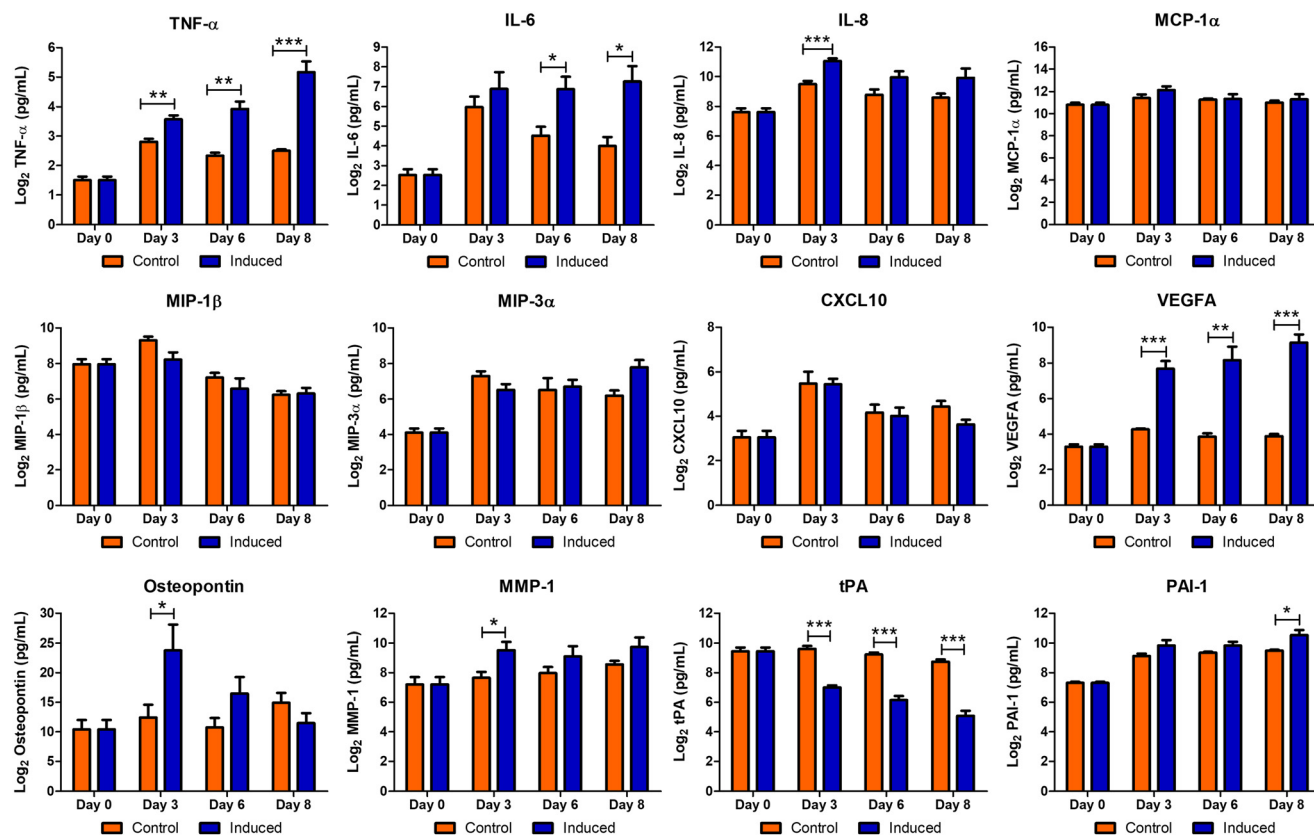 TNF-α
Log2 TNF-α (pg/mL)
6
5
4
3
2
1
0
** ** ***
Day 0 Day 3 Day 6 Day 8
Control Induced
IL-6
Log2 IL-6 (pg/mL)
9
8
7
6
5
4
3
2
1
0
* *
Day 0 Day 3 Day 6 Day 8
Control Induced
IL-8
Log2 IL-8 (pg/mL)
12
10
8
6
4
2
0
***
Day 0 Day 3 Day 6 Day 8
Control Induced
MCP-1α
Log2 MCP-1α (pg/mL)
16
14
12
10
8
6
4
2
0
Day 0 Day 3 Day 6 Day 8
Control Induced
MIP-1β
Log2 MIP-1β (pg/mL)
10
8
6
4
2
0
Day 0 Day 3 Day 6 Day 8
Control Induced
MIP-3α
Log2 MIP-3α (pg/mL)
10
8
6
4
2
0
Day 0 Day 3 Day 6 Day 8
Control Induced
CXCL10
Log2 CXCL10 (pg/mL)
8
6
4
2
0
Day 0 Day 3 Day 6 Day 8
Control Induced
VEGFA
Log2 VEGFA (pg/mL)
10
8
6
4
2
0
*** ** ***
Day 0 Day 3 Day 6 Day 8
Control Induced
Osteopontin
Log2 Osteopontin (pg/mL)
30
25
20
15
10
5
0
*
Day 0 Day 3 Day 6 Day 8
Control Induced
MMP-1
Log2 MMP-1 (pg/mL)
12
10
8
6
4
2
0
*
Day 0 Day 3 Day 6 Day 8
Control Induced
tPA
Log2 tPA (pg/mL)
12
10
8
6
4
2
0
*** *** ***
Day 0 Day 3 Day 6 Day 8
Control Induced
PAI-1
Log2 PAI-1 (pg/mL)
12
10
8
6
4
2
0
*
Day 0 Day 3 Day 6 Day 8
Control Induced